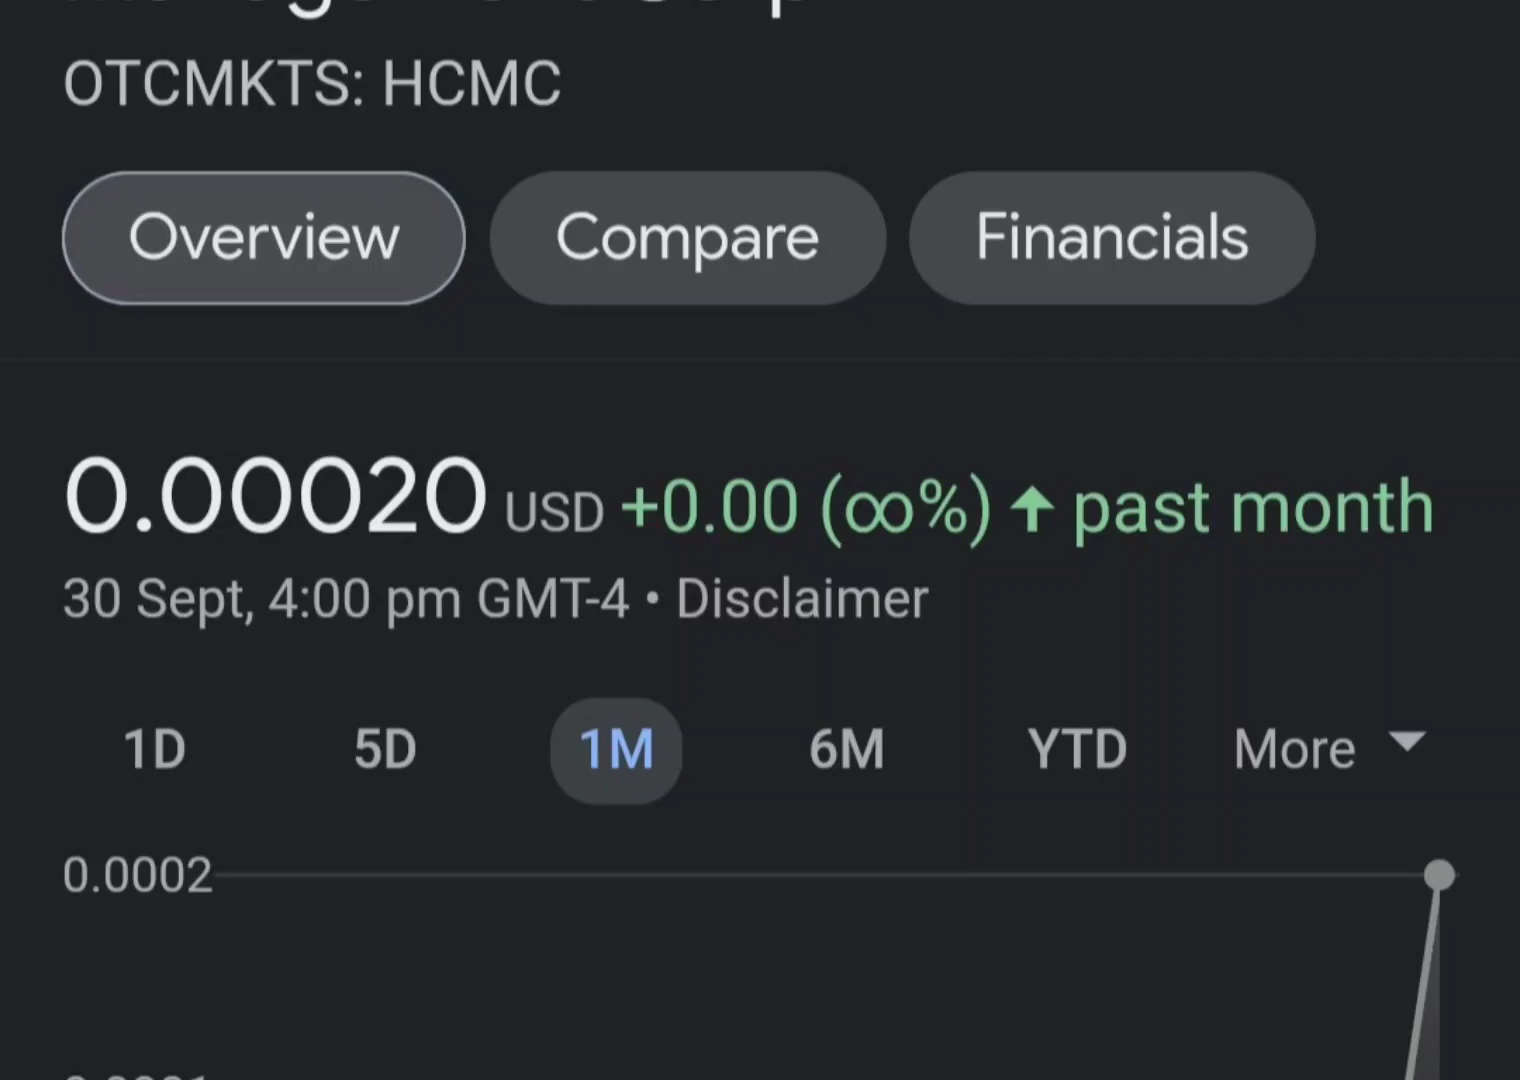 OTCMKTS: HCMC
Overview Compare Financials
0.00020 USD +0.00 (∞%) ↑ past month
30 Sept, 4:00 pm GMT-4 • Disclaimer
1D 5D 1M 6M YTD More
0.0002